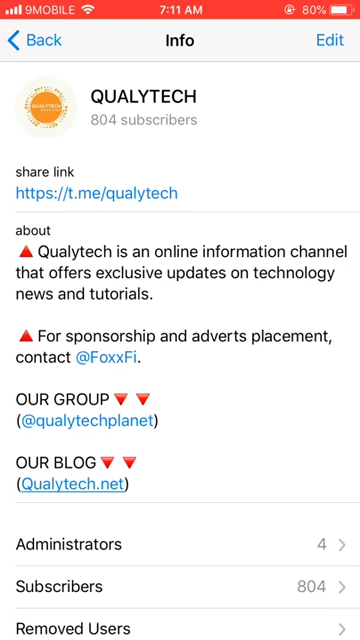 9MOBILE 7:11 AM 80%
Back Info Edit
QUALYTECH
QUALYTECH
804 subscribers
share link
https://t.me/qualytech
about
🔺Qualytech is an online information channel
that offers exclusive updates on technology
news and tutorials.
🔺For sponsorship and adverts placement,
contact @FoxxFi.
OUR GROUP🔻🔻
(@qualytechplanet)
OUR BLOG🔻🔻
(Qualytech.net)
Administrators 4
Subscribers 804
Removed Users